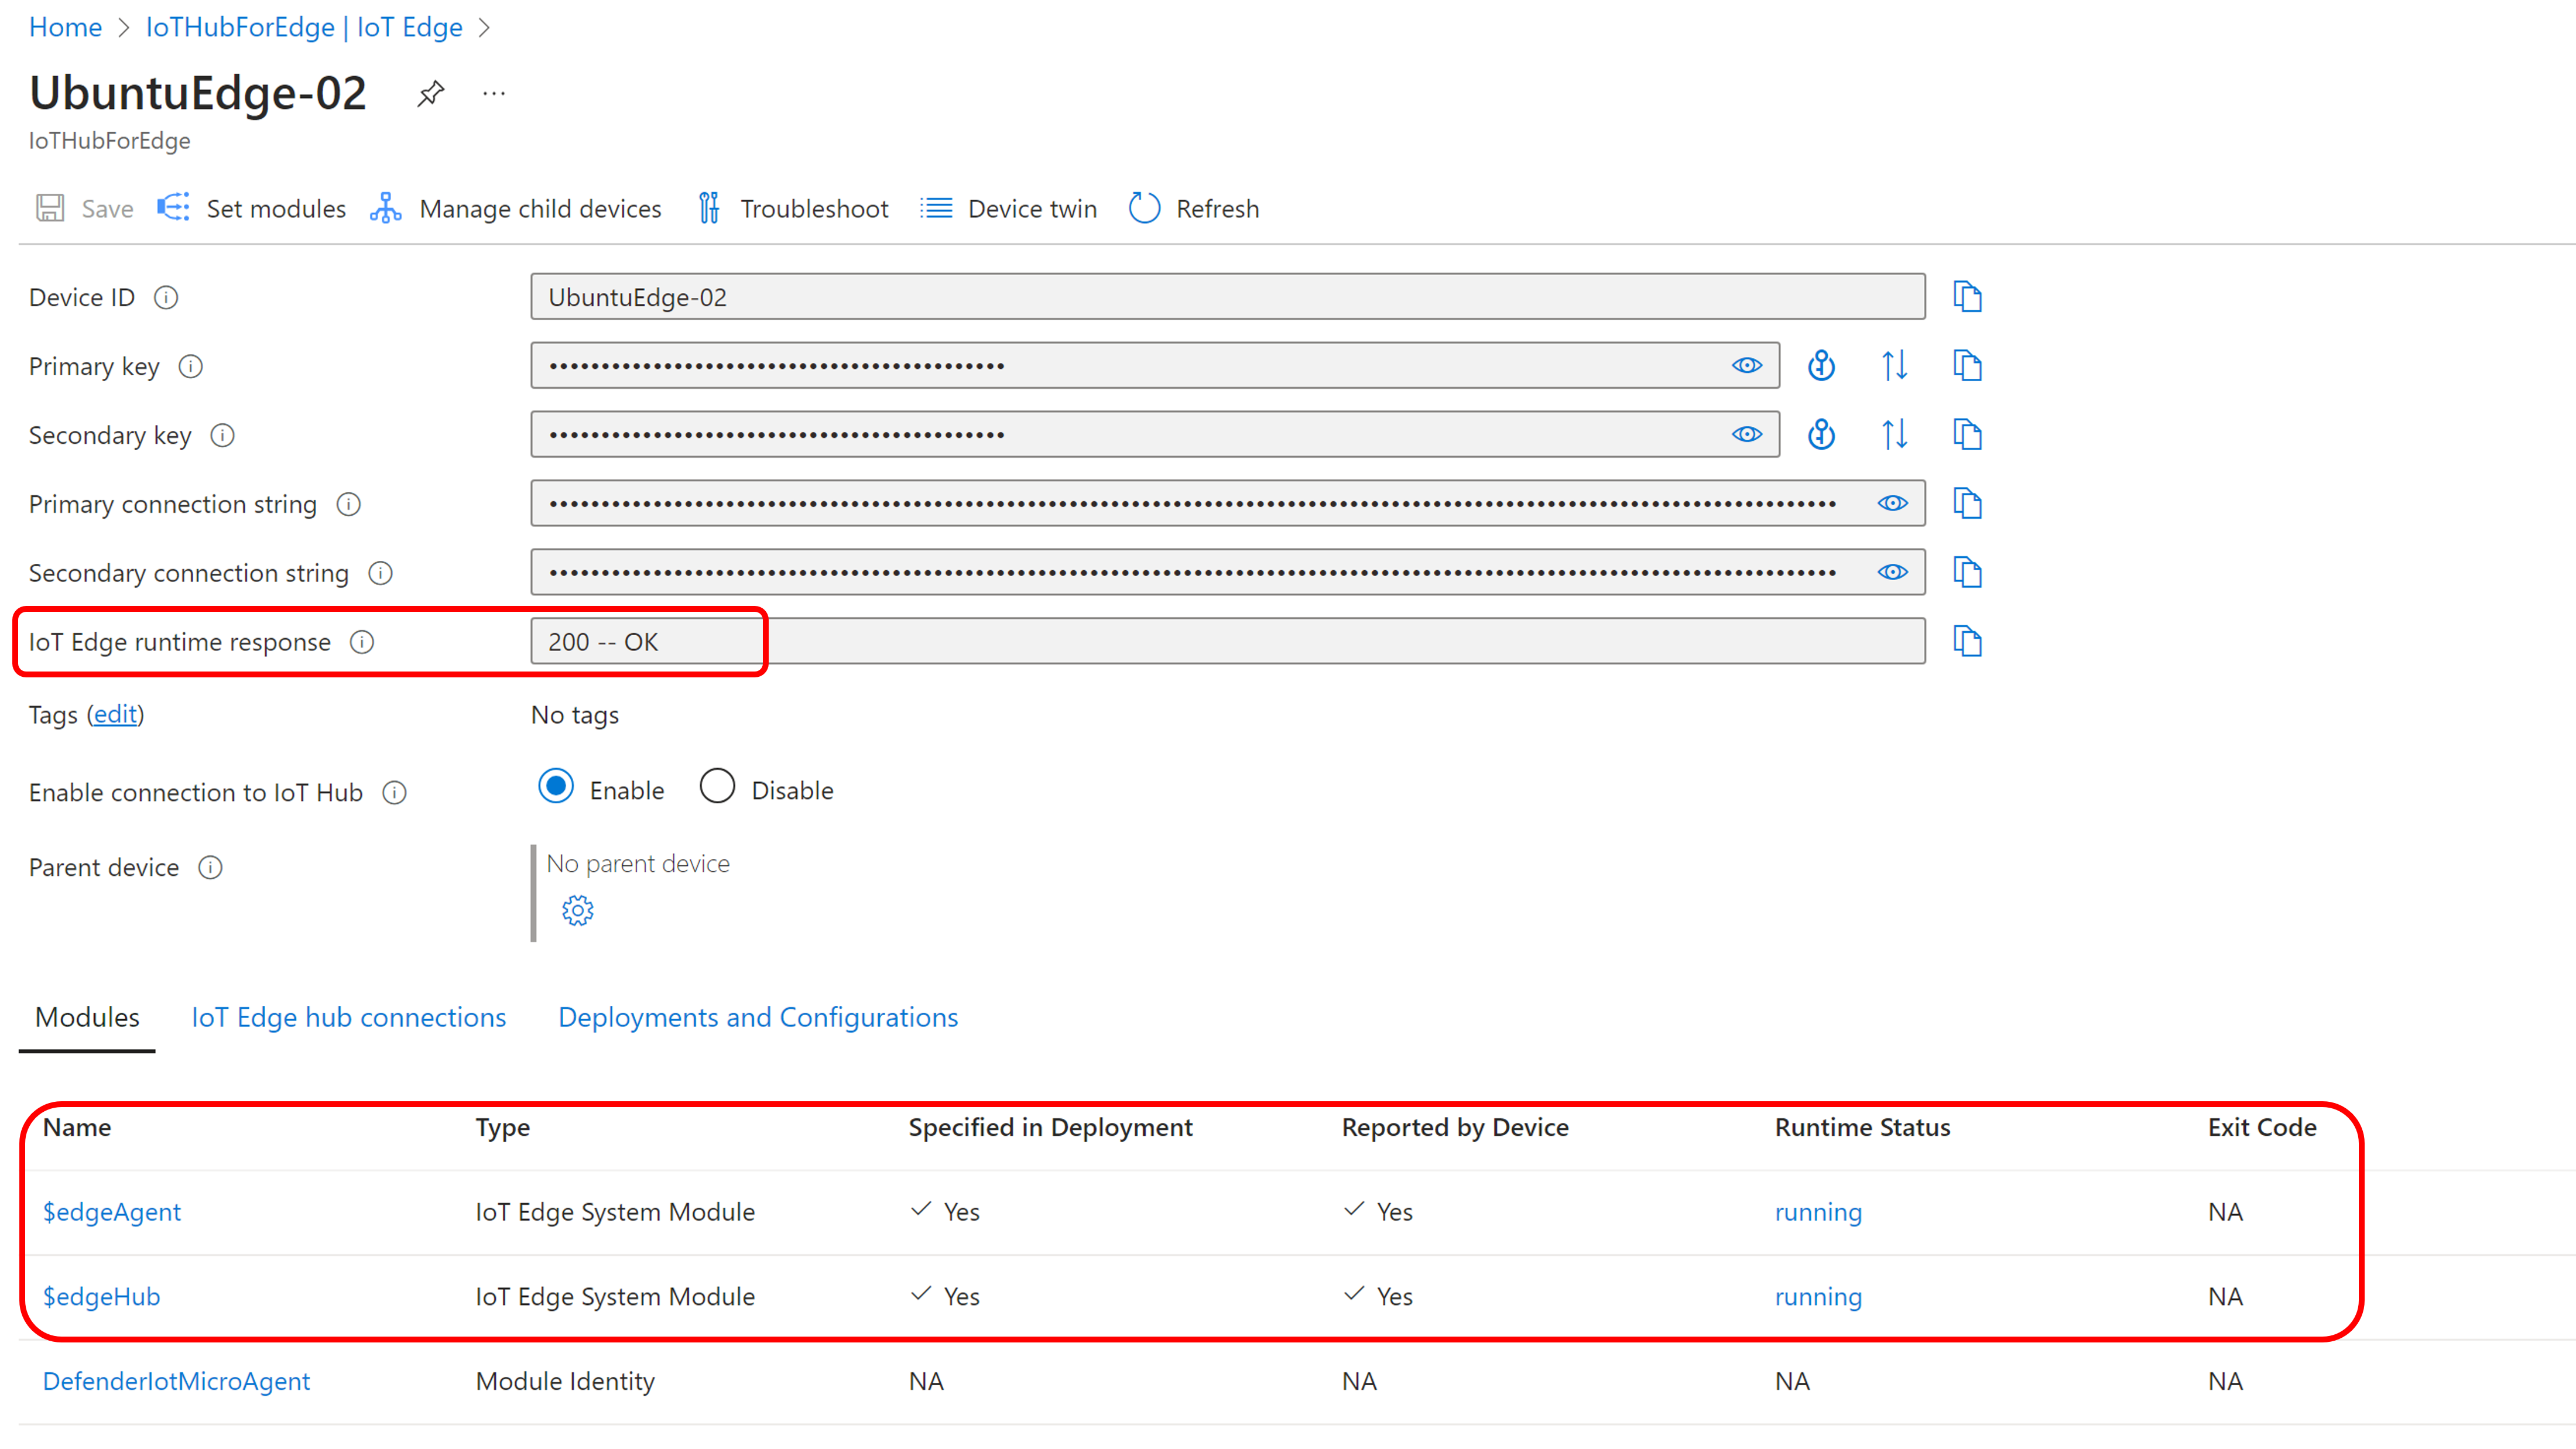 Home > IoTHubForEdge | IoT Edge >
UbuntuEdge-02 ...
IoTHubForEdge
Save Set modules Manage child devices Troubleshoot Device twin Refresh
Device ID UbuntuEdge-02
Primary key
Secondary key
Primary connection string
Secondary connection string
IoT Edge runtime response 200 -- OK
Tags (edit) No tags
Enable connection to IoT Hub Enable Disable
Parent device No parent device
Modules IoT Edge hub connections Deployments and Configurations
Name Type Specified in Deployment Reported by Device Runtime Status Exit Code
$edgeAgent IoT Edge System Module Yes Yes running NA
$edgeHub IoT Edge System Module Yes Yes running NA
DefenderIotMicroAgent Module Identity NA NA NA NA